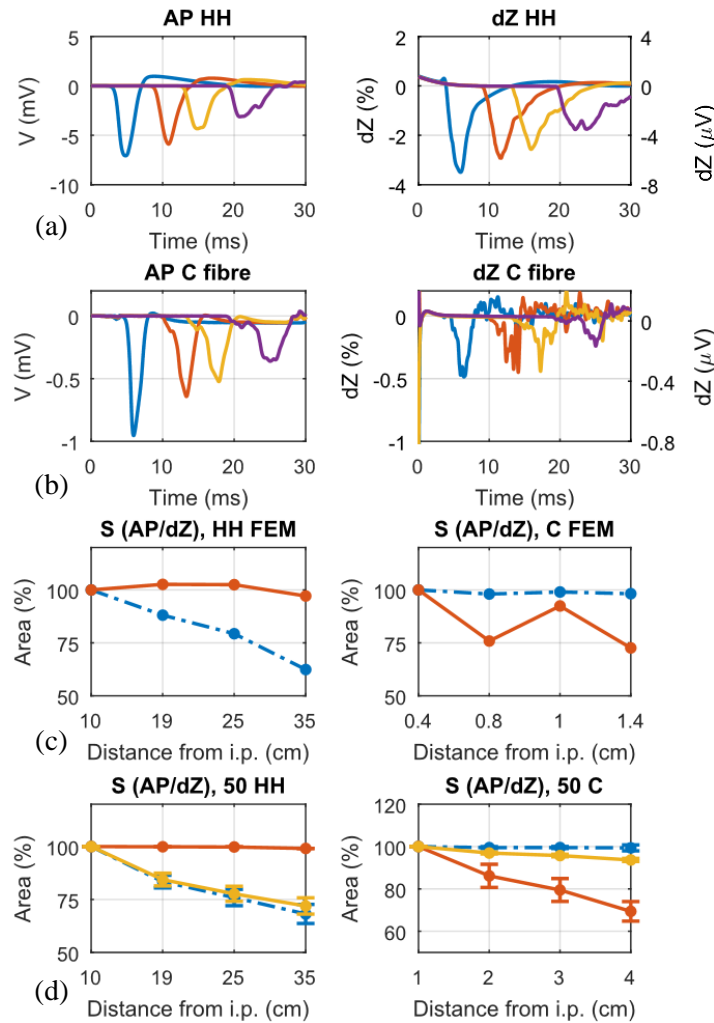 AP HH
dZ HH
5
0
-5
-10
V (mV)
0 10 20 30
Time (ms)
2
0
-2
-4
dZ (%)
4
0
-4
-8
dZ (μV)
0 10 20 30
Time (ms)
(a)
AP C fibre
dZ C fibre
0
-0.5
-1
V (mV)
0 10 20 30
Time (ms)
0
-0.5
-1
dZ (%)
0
-0.4
-0.8
dZ (μV)
0 10 20 30
Time (ms)
(b)
S (AP/dZ), HH FEM
S (AP/dZ), C FEM
100
75
50
Area (%)
10 19 25 35
Distance from i.p. (cm)
100
75
50
Area (%)
0.4 0.8 1 1.4
Distance from i.p. (cm)
(c)
S (AP/dZ), 50 HH
S (AP/dZ), 50 C
100
75
50
Area (%)
10 19 25 35
Distance from i.p. (cm)
120
100
80
60
Area (%)
1 2 3 4
Distance from i.p. (cm)
(d)